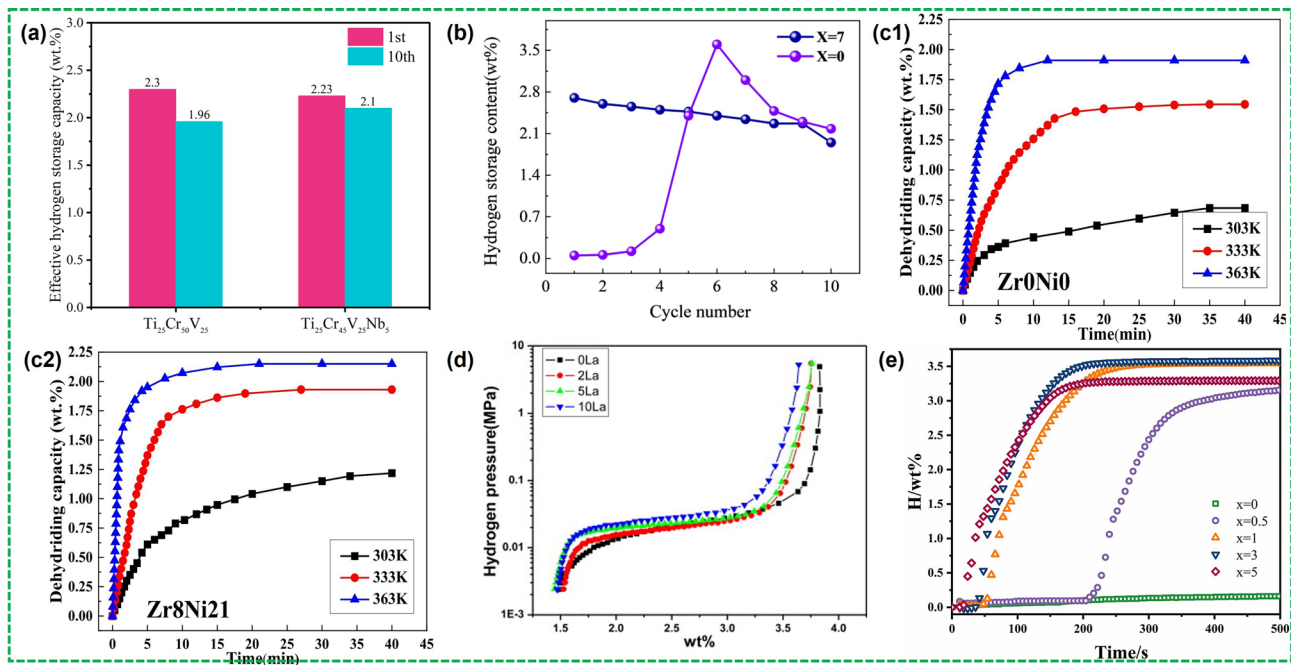 (a)
Effective hydrogen storage capacity (wt.%)
3.0
2.5
2.0
1.5
1.0
0.5
0.0
1st
10th
2.3
1.96
2.23
2.1
Ti₂₅Cr₅₀V₂₅
Ti₂₅Cr₄₅V₂₅Nb₅
(b)
Hydrogen storage content(wt%)
3.5
2.8
2.1
1.4
0.7
0.0
X=7
X=0
2
4
6
8
10
Cycle number
(c1)
Dehydriding capacity (wt.%)
2.25
2.00
1.75
1.50
1.25
1.00
0.75
0.50
0.25
0.00
303K
333K
363K
Zr0Ni0
0 5 10 15 20 25 30 35 40 45
Time(min)
(c2)
Dehydriding capacity (wt.%)
2.25
2.00
1.75
1.50
1.25
1.00
0.75
0.50
0.25
0.00
303K
333K
363K
Zr8Ni21
0 5 10 15 20 25 30 35 40 45
Time(min)
(d)
Hydrogen pressure(MPa)
10
1
0.1
0.01
1E-3
0La
2La
5La
10La
1.5 2.0 2.5 3.0 3.5 4.0
wt%
(e)
H/wt%
3.5
3.0
2.5
2.0
1.5
1.0
0.5
0.0
x=0
x=0.5
x=1
x=3
x=5
0 100 200 300 400 500
Time/s